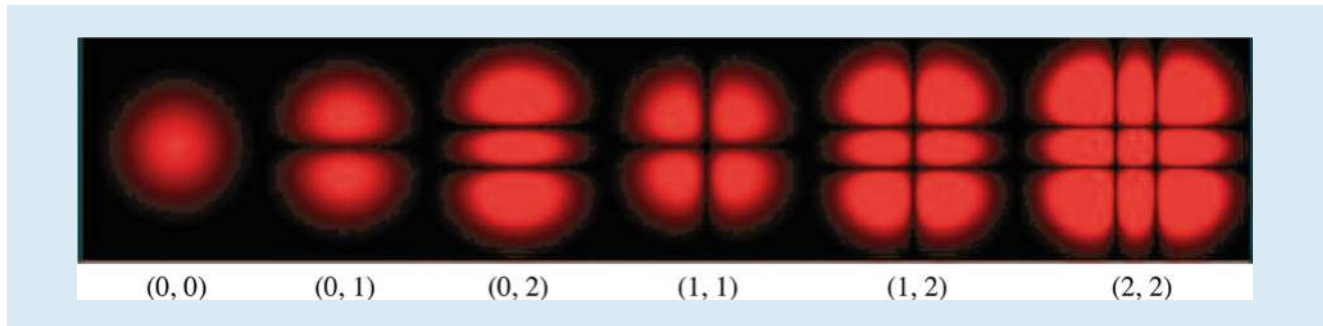 (0, 0) (0, 1) (0, 2) (1, 1) (1, 2) (2, 2)